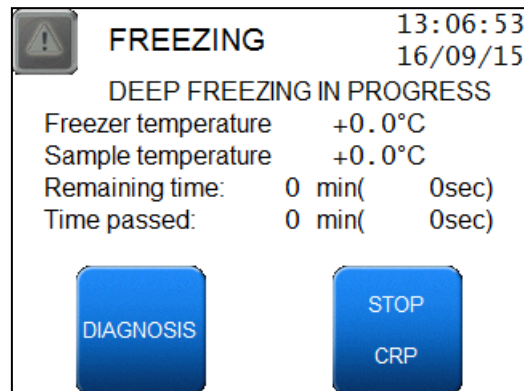 FREEZING 13:06:53
16/09/15
DEEP FREEZING IN PROGRESS
Freezer temperature +0.0°C
Sample temperature +0.0°C
Remaining time: 0 min( 0sec)
Time passed: 0 min( 0sec)
DIAGNOSIS
STOP
CRP